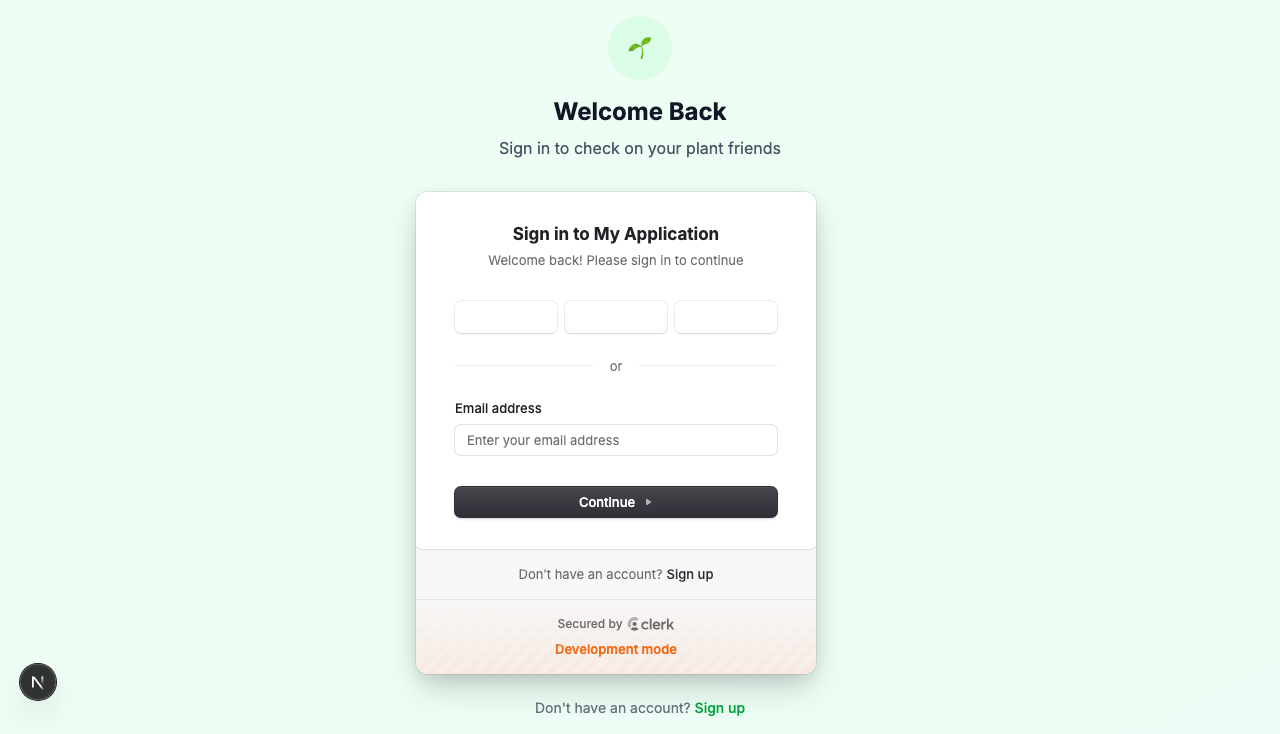 Welcome Back
Sign in to check on your plant friends
Sign in to My Application
Welcome back! Please sign in to continue
or
Email address
Enter your email address
Continue
Don’t have an account? Sign up
Secured by clerk
Development mode
N
Don't have an account? Sign up